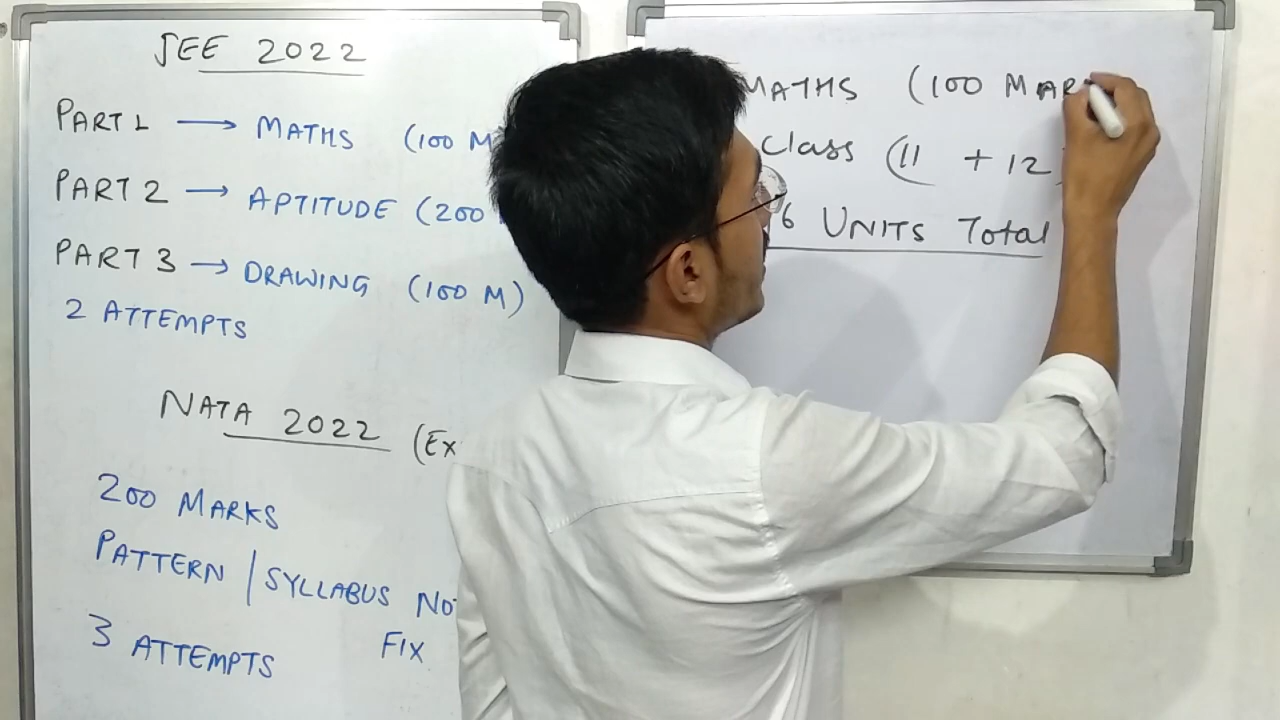 JEE 2022
PART 1 → MATHS (100 M
PART 2 → APTITUDE (200
PART 3 → DRAWING (100 M)
2 ATTEMPTS
NATA 2022 (Ex
200 MARKS
PATTERN / SYLLABUS NOT
FIX
3 ATTEMPTS
MATHS (100 MAR
Class (11 + 12
6 UNITS Total